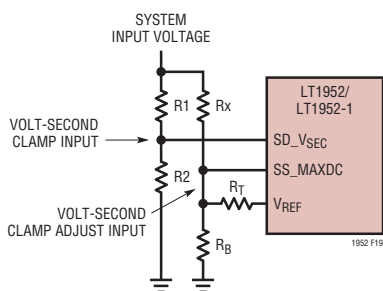 SYSTEM
INPUT VOLTAGE
R1
Rx
LT1952/
LT1952-1
VOLT-SECOND
CLAMP INPUT
SD_VSEC
SS_MAXDC
R2
RT
VREF
VOLT-SECOND
CLAMP ADJUST INPUT
RB
1952 F19